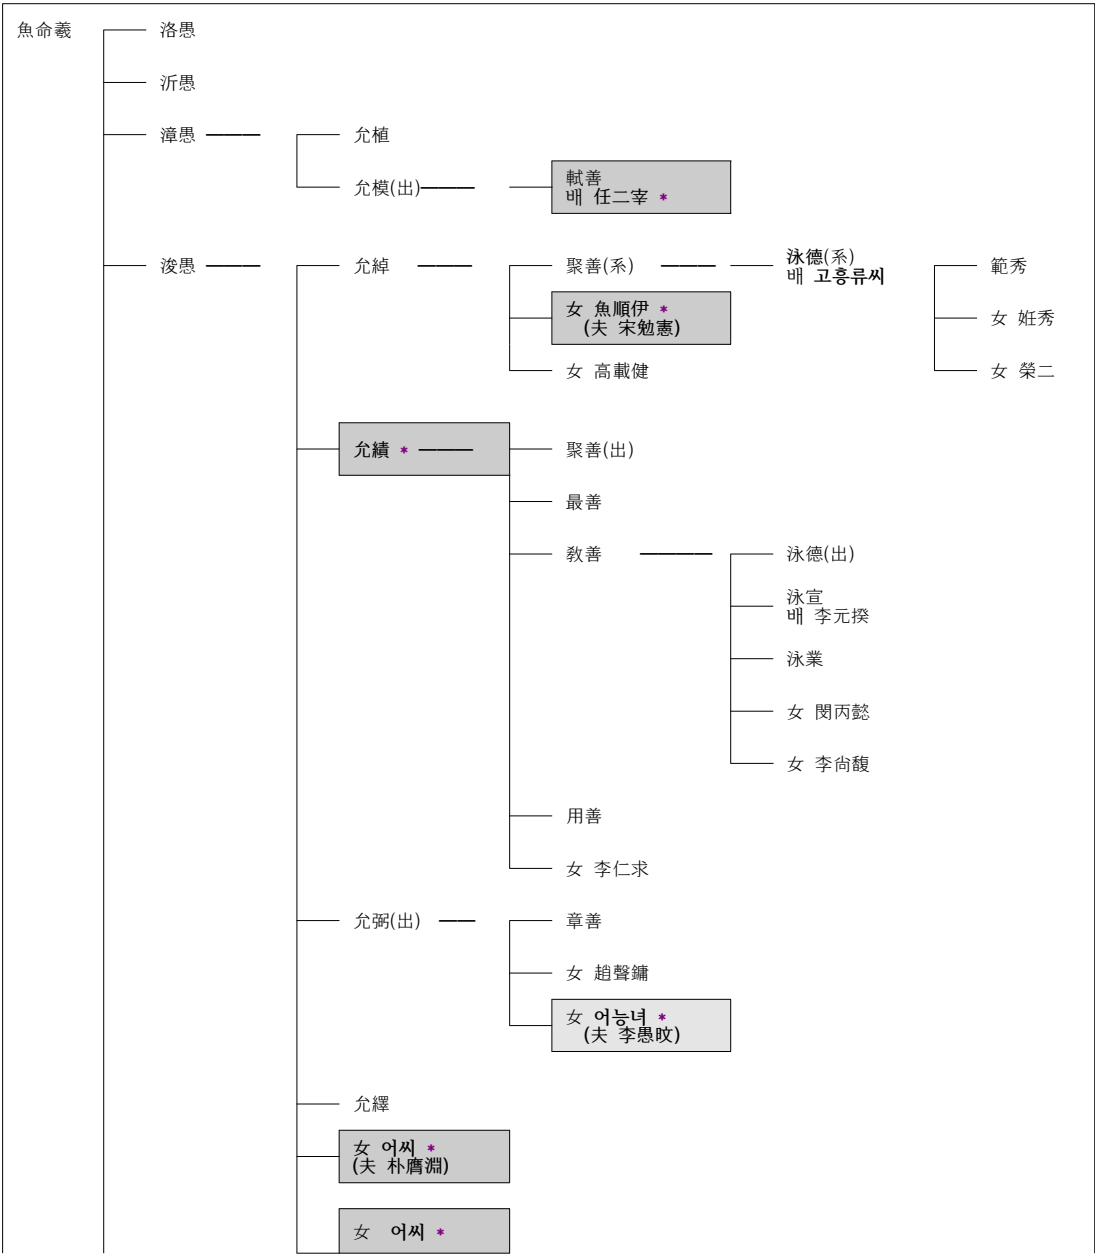 魚命羲 洛愚
沂愚
漳愚 允植
允模(出) 軾善
배 任二宰 *
浚愚 允綽 聚善(系) 泳德(系) 範秀
배 고흥류씨
女 魚順伊 *
(夫 宋勉憲)
女 姙秀
女 高載健 女 榮二
允績 * 聚善(出)
最善
敎善 泳德(出)
泳宣
배 李元揆
泳業
女 閔丙懿
女 李尙馥
用善
女 李仁求
允弼(出) 章善
女 趙聲鏞
女 어능녀 *
(夫 李愚旼)
允繹
女 어씨 *
(夫 朴膺淵)
女 어씨 *